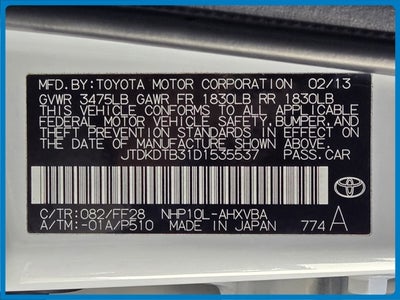 MFD.BY:TOYOTA MOTOR CORPORATION 02/13
GVWR 3475LB GAWR FR 1830LB RR 1830LB
THIS VEHICLE CONFORMS TO ALL APPLICABLE
FEDERAL MOTOR VEHICLE SAFETY,BUMPER,AND
THEFT PREVENTION STANDARDS IN EFFECT ON
THE DATE OF MANUFACTURE SHOWN ABOVE.
JTDKDTB31D1535537 PASS.CAR
C/TR:082/FF28 NHP10L-AHXVBA
A/TM:-01A/P510 MADE IN JAPAN 774 A
TOYOTA